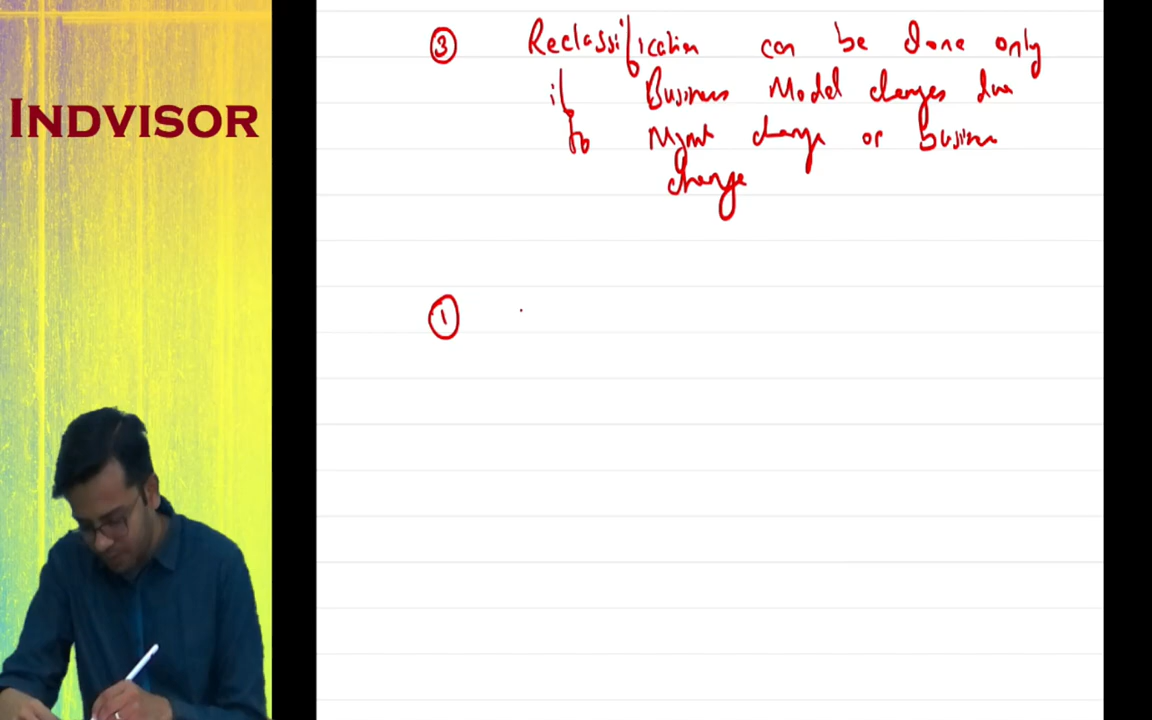 INDVISOR
③ Reclassification can be done only
if Business Model changes due
to Mgmt change or business
change
①